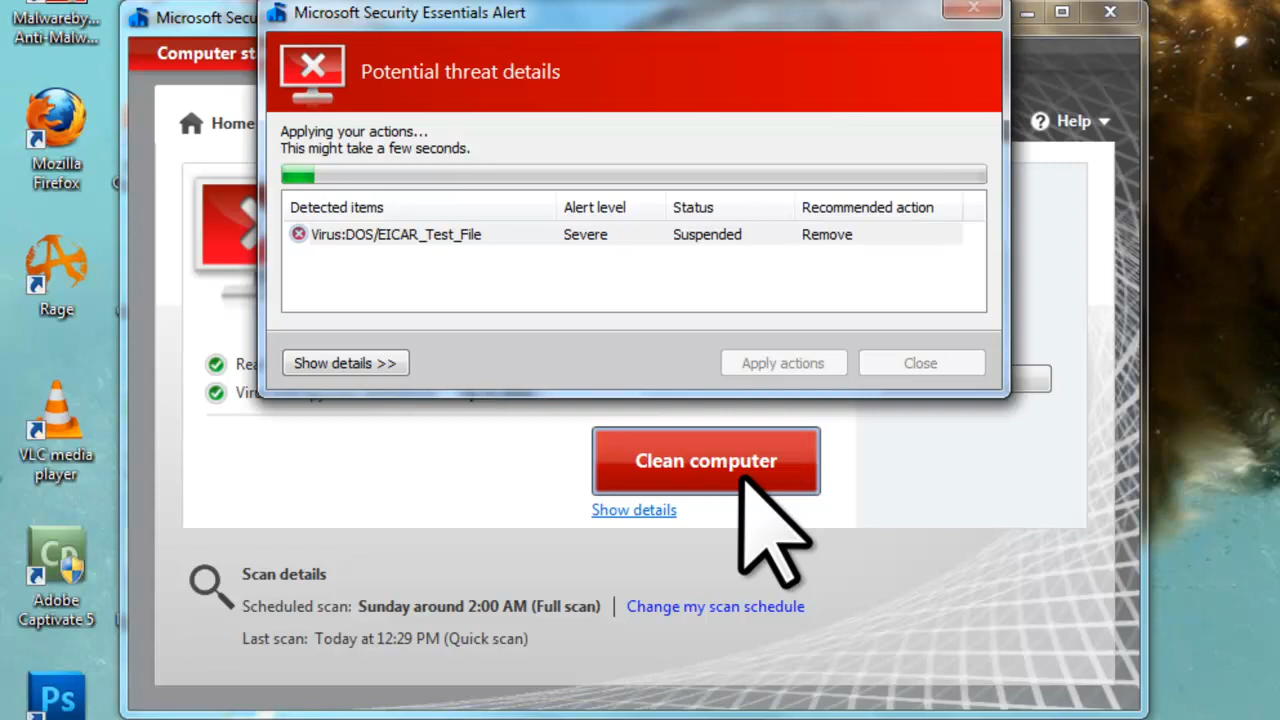 Malwareby...
Anti-Malw...
Mozilla
Firefox
Rage
VLC media
player
Cp
Adobe
Captivate 5
Ps
Microsoft Secu
Computer st
Home
Help
Microsoft Security Essentials Alert
Potential threat details
Applying your actions...
This might take a few seconds.
Detected items Alert level Status Recommended action
Virus:DOS/EICAR_Test_File Severe Suspended Remove
Show details >> Apply actions Close
Rea
Viru
Clean computer
Show details
Scan details
Scheduled scan: Sunday around 2:00 AM (Full scan) | Change my scan schedule
Last scan: Today at 12:29 PM (Quick scan)